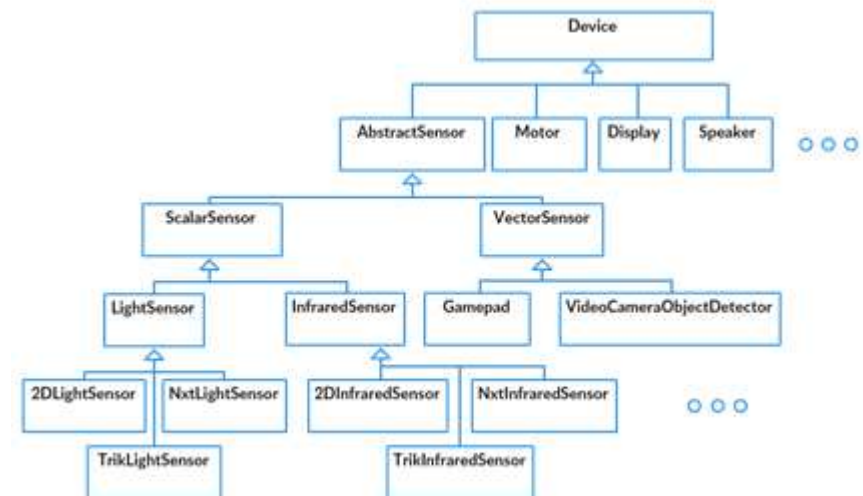 Device
AbstractSensor
Motor
Display
Speaker
ScalarSensor
VectorSensor
LightSensor
InfraredSensor
Gamepad
VideoCameraObjectDetector
2DLightSensor
NxtLightSensor
2DInfraredSensor
NxtInfraredSensor
TrikLightSensor
TrikInfraredSensor